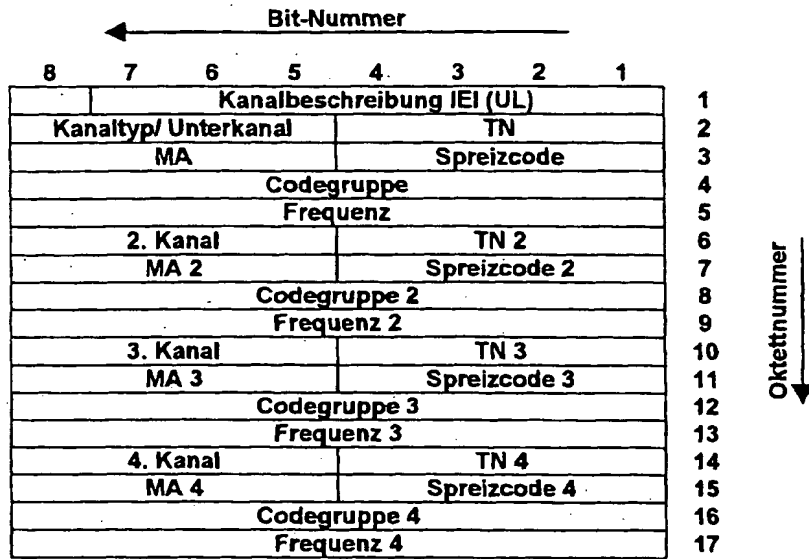 Bit-Nummer
8 7 6 5 4 3 2 1
Kanalbeschreibung IEI (UL) 1
Kanaltyp/ Unterkanal TN 2
MA Spreizcode 3
Codegruppe 4
Frequenz 5
2. Kanal TN 2 6
MA 2 Spreizcode 2 7
Codegruppe 2 8
Frequenz 2 9
3. Kanal TN 3 10
MA 3 Spreizcode 3 11
Codegruppe 3 12
Frequenz 3 13
4. Kanal TN 4 14
MA 4 Spreizcode 4 15
Codegruppe 4 16
Frequenz 4 17
Oktettnummer